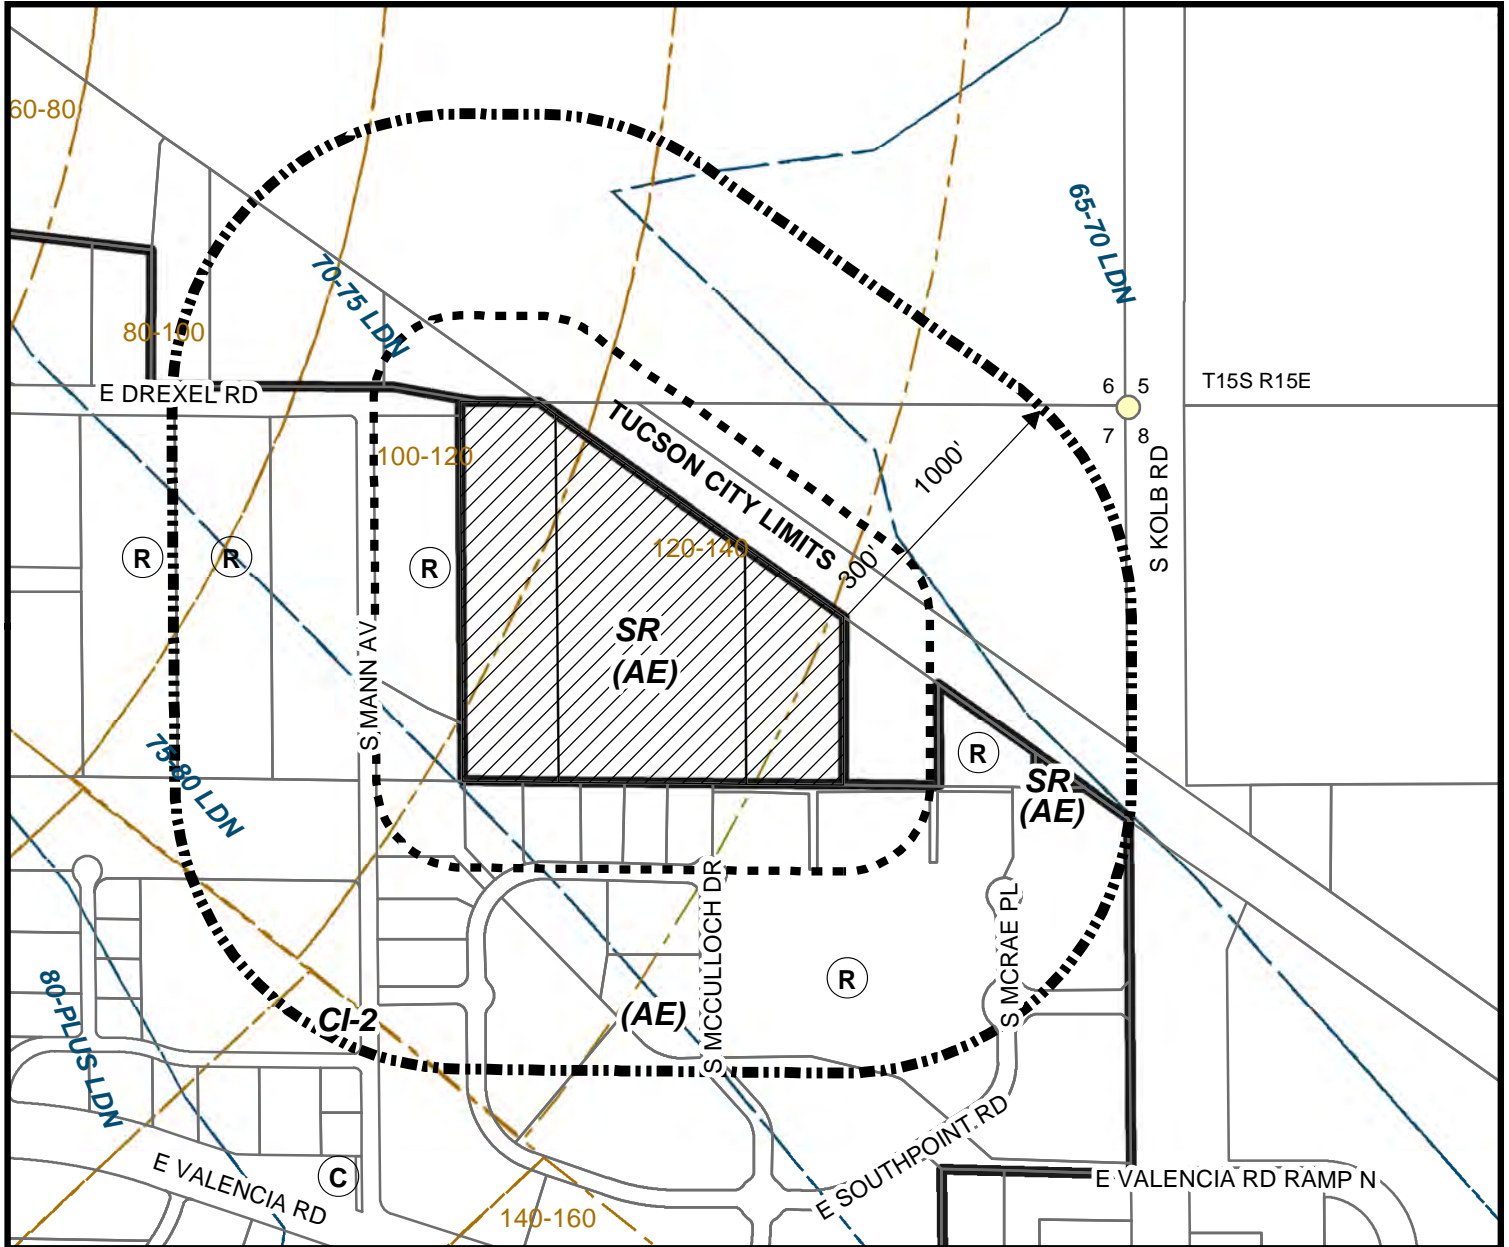 60-80
65-70 LDN
70-75 LDN
80-100
E DREXEL RD
6 5
T15S R15E
7 8
TUCSON CITY LIMITS
100-120
1000'
S KOLB RD
120-140
300'
R
R
R
SR
(AE)
S MANN AV
75-80 LDN
R
SR
(AE)
S MCCULLOCH DR
S MCRAE PL
80-PLUS LDN
R
CI-2
(AE)
E SOUTHPOINT RD
E VALENCIA RD
C
E VALENCIA RD RAMP N
140-160